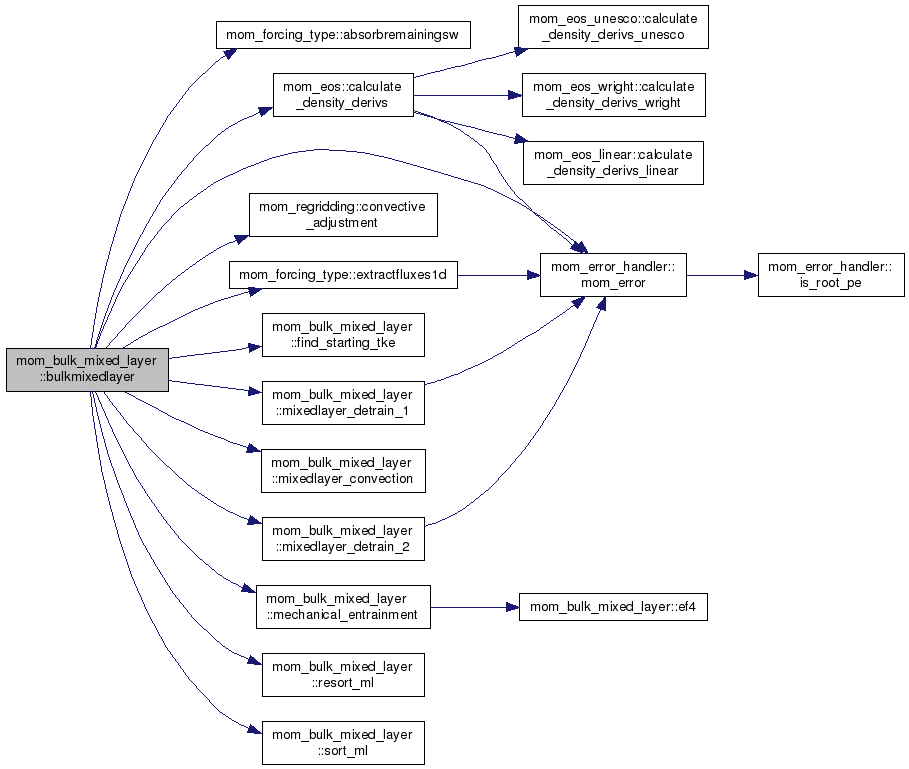 mom_forcing_type::absorbremainingsw
mom_eos_unesco::calculate
_density_derivs_unesco
mom_eos::calculate
_density_derivs
mom_eos_wright::calculate
_density_derivs_wright
mom_eos_linear::calculate
_density_derivs_linear
mom_regridding::convective
_adjustment
mom_forcing_type::extractfluxes1d
mom_error_handler::
mom_error
mom_error_handler::
is_root_pe
mom_bulk_mixed_layer
::find_starting_tke
mom_bulk_mixed_layer
::bulkmixedlayer
mom_bulk_mixed_layer
::mixedlayer_detrain_1
mom_bulk_mixed_layer
::mixedlayer_convection
mom_bulk_mixed_layer
::mixedlayer_detrain_2
mom_bulk_mixed_layer
::mechanical_entrainment
mom_bulk_mixed_layer::ef4
mom_bulk_mixed_layer
::resort_ml
mom_bulk_mixed_layer
::sort_ml